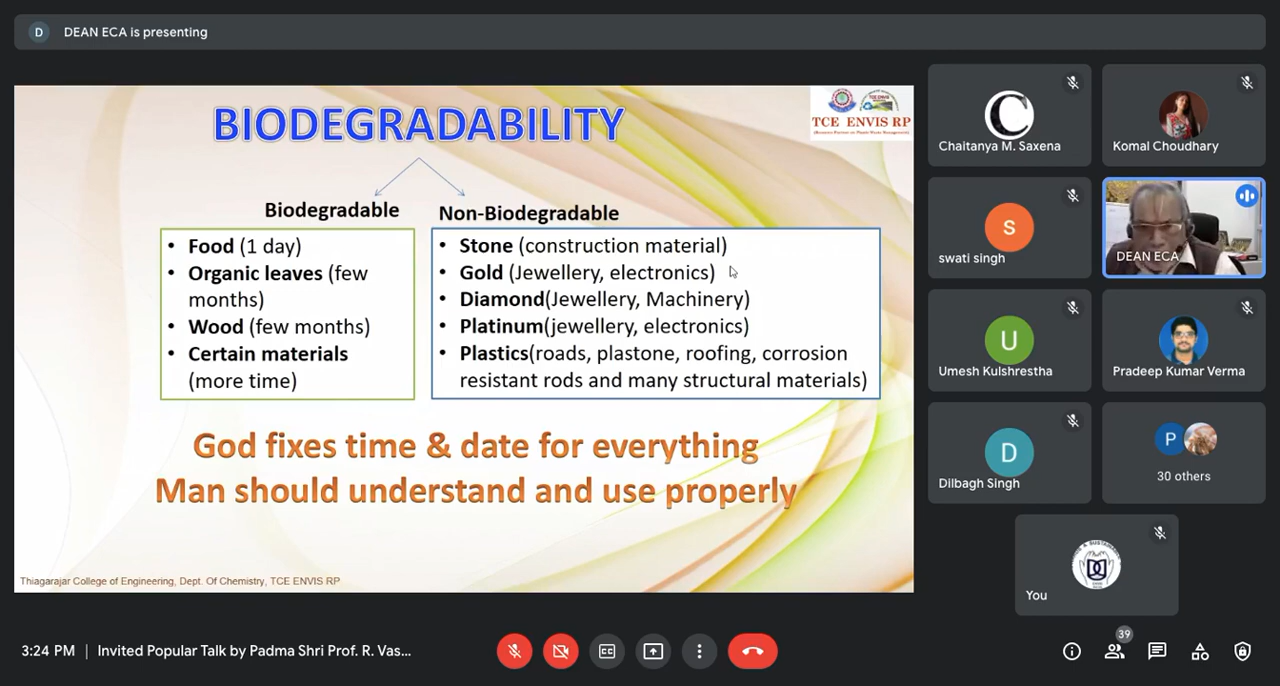 D DEAN ECA is presenting
BIODEGRADABILITY
TCE ENVIS RP
Biodegradable
• Food (1 day)
• Organic leaves (few
months)
• Wood (few months)
• Certain materials
(more time)
Non-Biodegradable
• Stone (construction material)
• Gold (Jewellery, electronics)
• Diamond(Jewellery, Machinery)
• Platinum(jewellery, electronics)
• Plastics(roads, plastone, roofing, corrosion
resistant rods and many structural materials)
God fixes time & date for everything
Man should understand and use properly
Thiagarajar College of Engineering, Dept. Of Chemistry, TCE ENVIS RP
C
Chaitanya M. Saxena
Komal Choudhary
S
swati singh
DEAN ECA
U
Umesh Kulshrestha
Pradeep Kumar Verma
D
Dilbagh Singh
P
30 others
You
3:24 PM | Invited Popular Talk by Padma Shri Prof. R. Vas...
39